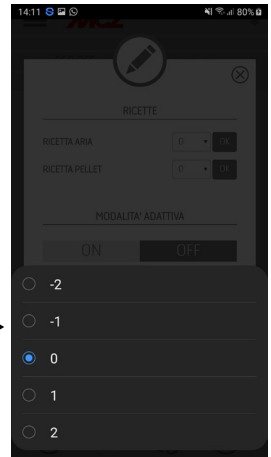 14:11 80%
MCZ
RICETTE
RICETTA ARIA 0 OK
RICETTA PELLET 0 OK
MODALITA' ADATTIVA
ON OFF
-2
-1
0
1
2